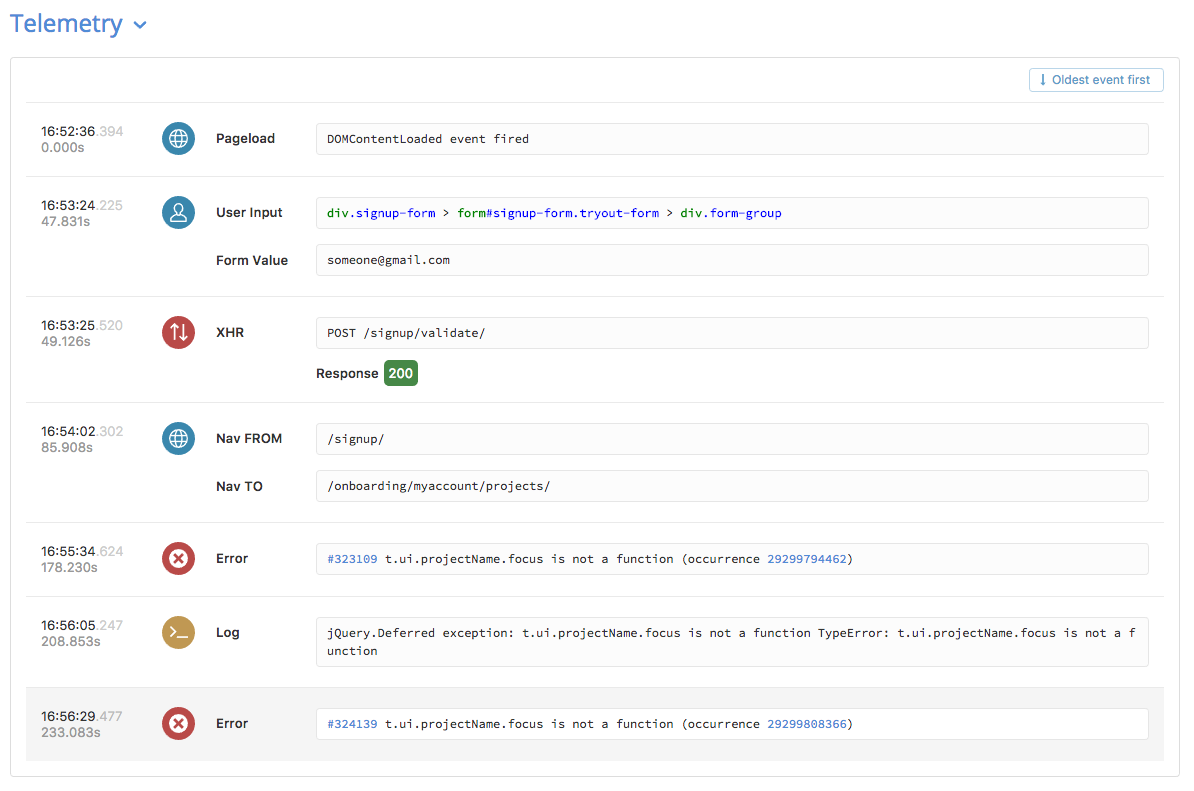 Telemetry
Oldest event first
16:52:36.394
0.000s
Pageload
DOMContentLoaded event fired
16:53:24.225
47.831s
User Input
div.signup-form > form#signup-form.tryout-form > div.form-group
Form Value
someone@gmail.com
16:53:25.520
49.126s
XHR
POST /signup/validate/
Response 200
16:54:02.302
85.908s
Nav FROM
/signup/
Nav TO
/onboarding/myaccount/projects/
16:55:34.624
178.230s
Error
#323109 t.ui.projectName.focus is not a function (occurrence 29299794462)
16:56:05.247
208.853s
Log
jQuery.Deferred exception: t.ui.projectName.focus is not a function TypeError: t.ui.projectName.focus is not a f
unction
16:56:29.477
233.083s
Error
#324139 t.ui.projectName.focus is not a function (occurrence 29299808366)